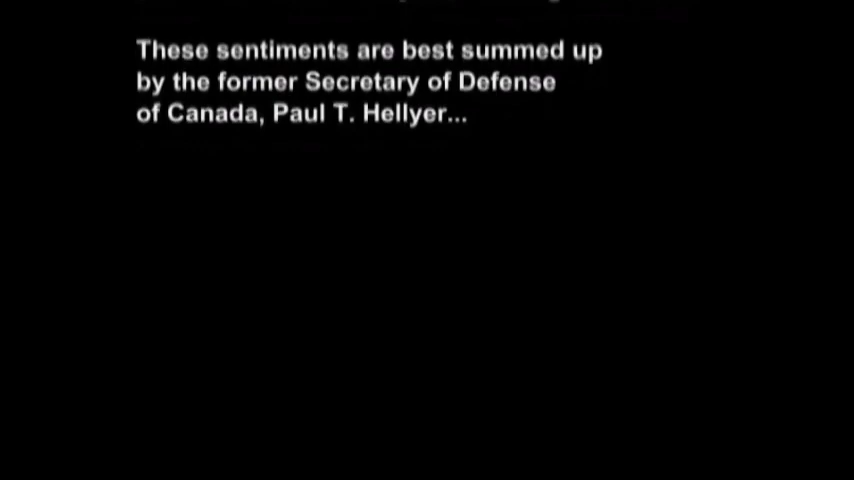 These sentiments are best summed up
by the former Secretary of Defense
of Canada, Paul T. Hellyer...